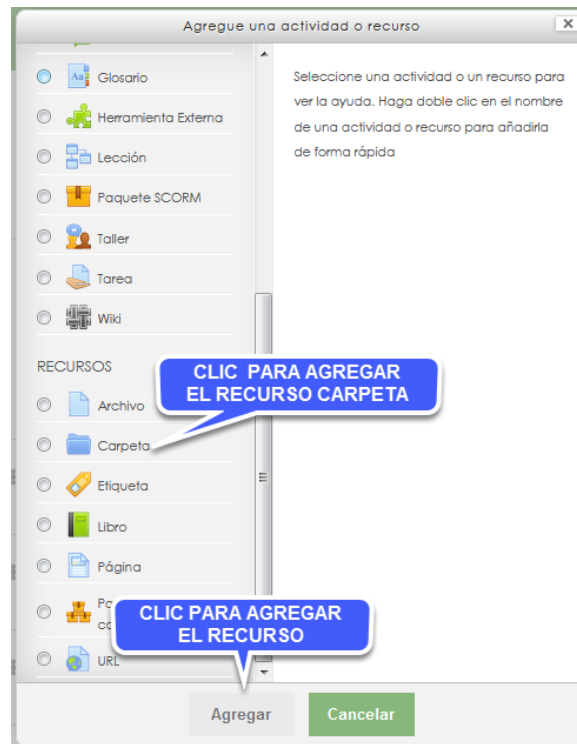 Agregue una actividad o recurso
Glosario
Seleccione una actividad o un recurso para
ver la ayuda. Haga doble clic en el nombre
de una actividad o recurso para añadirla
de forma rápida
Herramienta Externa
Lección
Paquete SCORM
Taller
Tarea
Wiki
RECURSOS
CLIC PARA AGREGAR
EL RECURSO CARPETA
Archivo
Carpeta
Etiqueta
Libro
Página
CLIC PARA AGREGAR
EL RECURSO
URL
Agregar
Cancelar